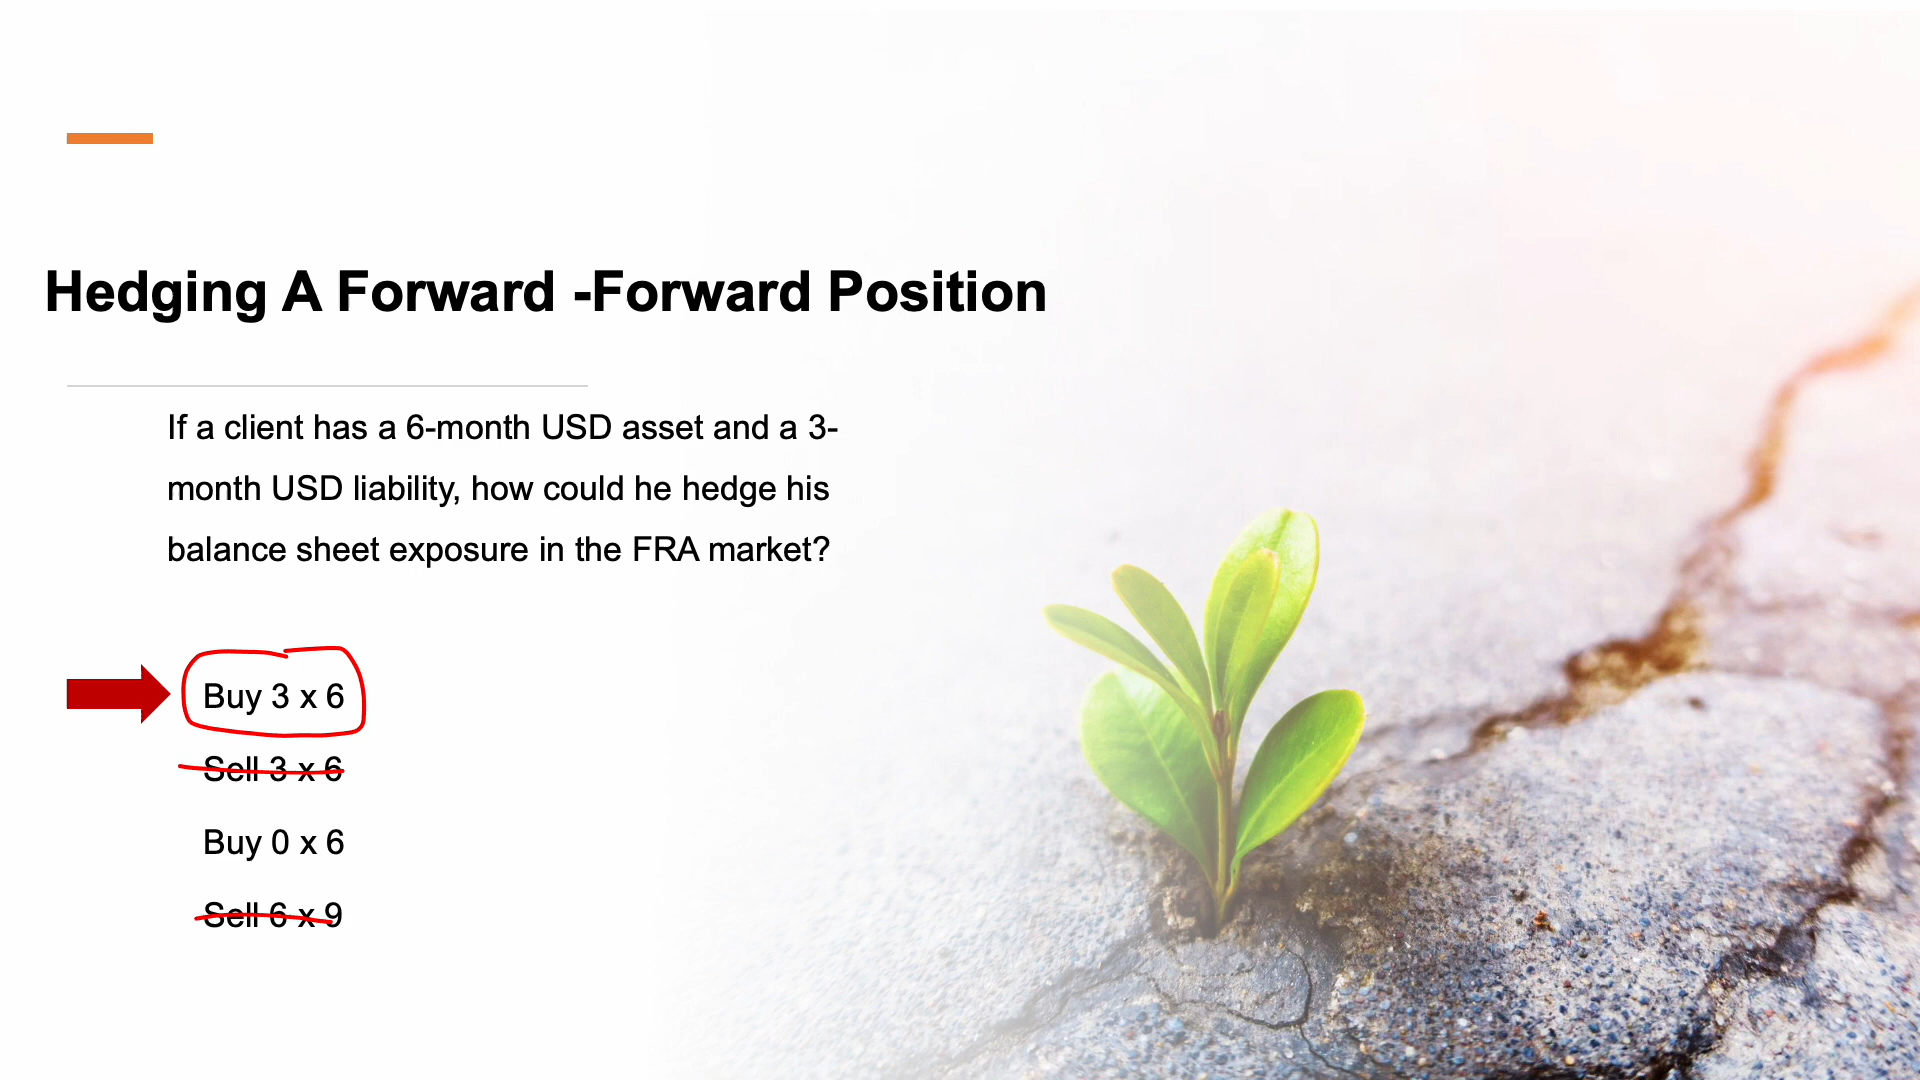 Hedging A Forward -Forward Position
If a client has a 6-month USD asset and a 3-
month USD liability, how could he hedge his
balance sheet exposure in the FRA market?
Buy 3 x 6
Sell 3 x 6
Buy 0 x 6
Sell 6 x 9